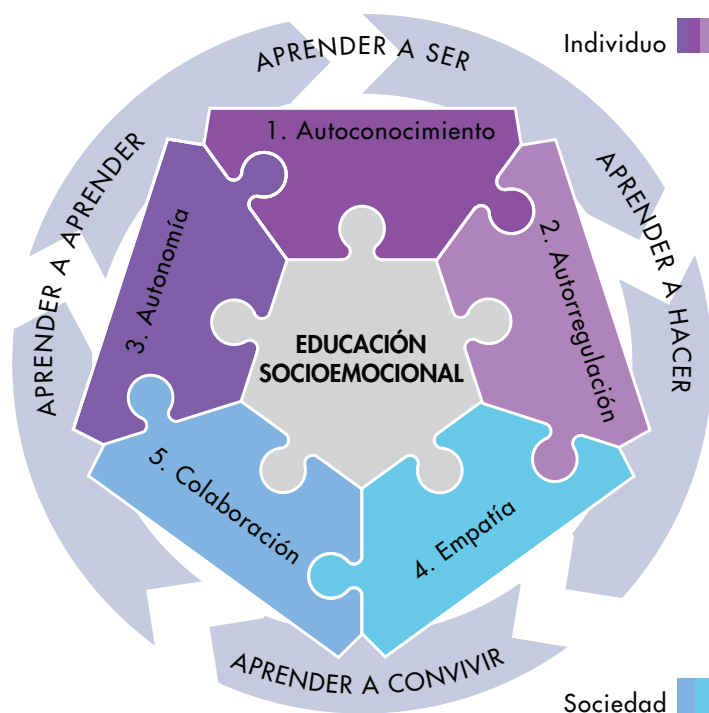 Individuo
APRENDER A SER
1. Autoconocimiento
APRENDER A HACER
2. Autorregulación
APRENDER A APRENDER
3. Autonomía
EDUCACIÓN
SOCIOEMOCIONAL
4. Empatía
5. Colaboración
APRENDER A CONVIVIR
Sociedad